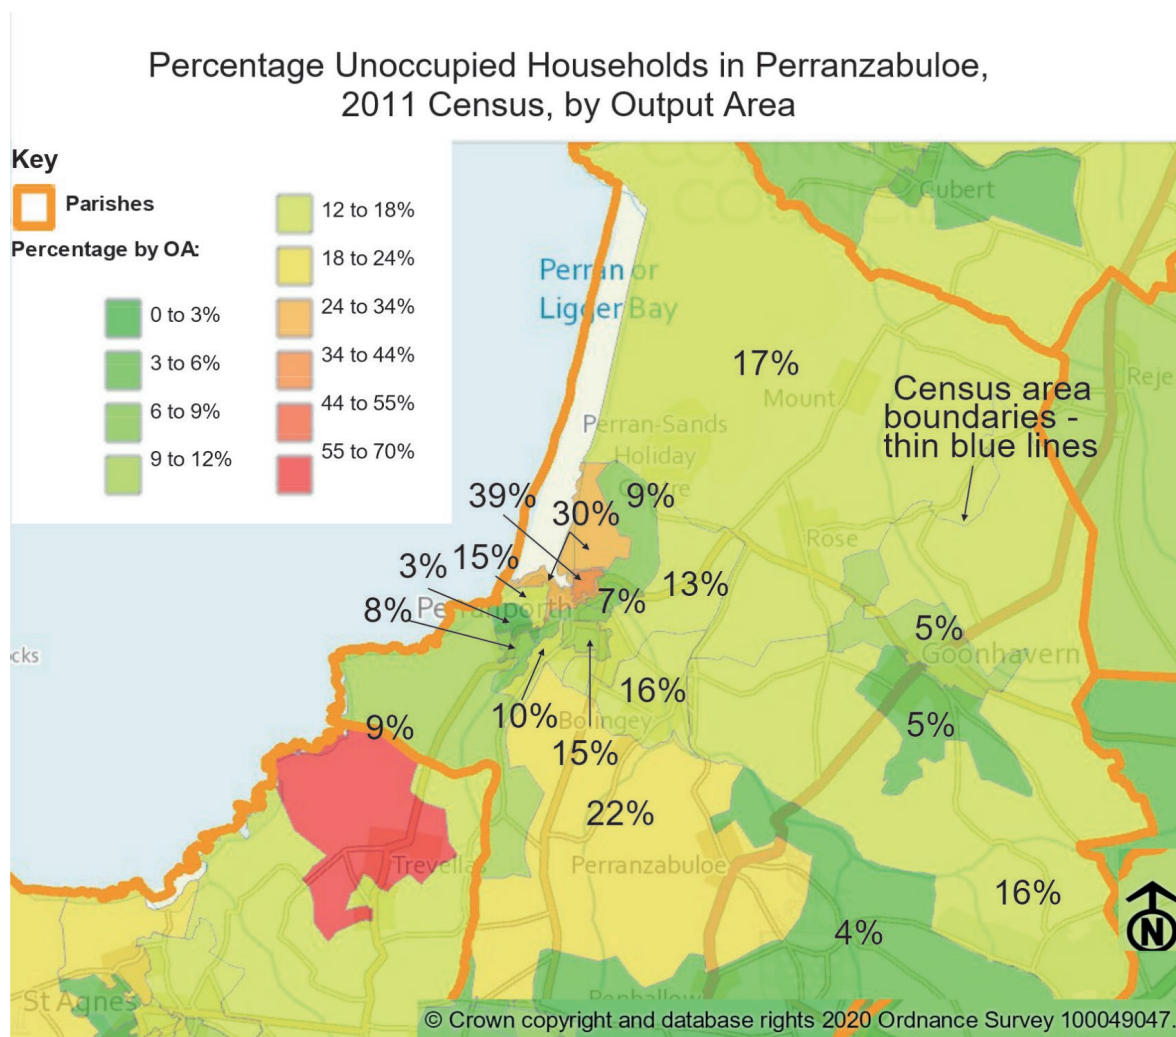 Percentage Unoccupied Households in Perranzabuloe,
2011 Census, by Output Area
Key
Parishes
Percentage by OA:
0 to 3%
3 to 6%
6 to 9%
9 to 12%
12 to 18%
18 to 24%
24 to 34%
34 to 44%
44 to 55%
55 to 70%
Cubert
Perran or
Ligger Bay
17%
Mount
Reje
Census area
boundaries -
thin blue lines
Perran-Sands
Holiday
39%
30%
9%
Rose
3%
15%
13%
8%
Perranporth
7%
5%
Goonhavern
cks
16%
10%
Bolingey
5%
9%
15%
22%
Trevellas
Perranzabuloe
16%
4%
N
St Agnes
Penhallow
© Crown copyright and database rights 2020 Ordnance Survey 100049047.